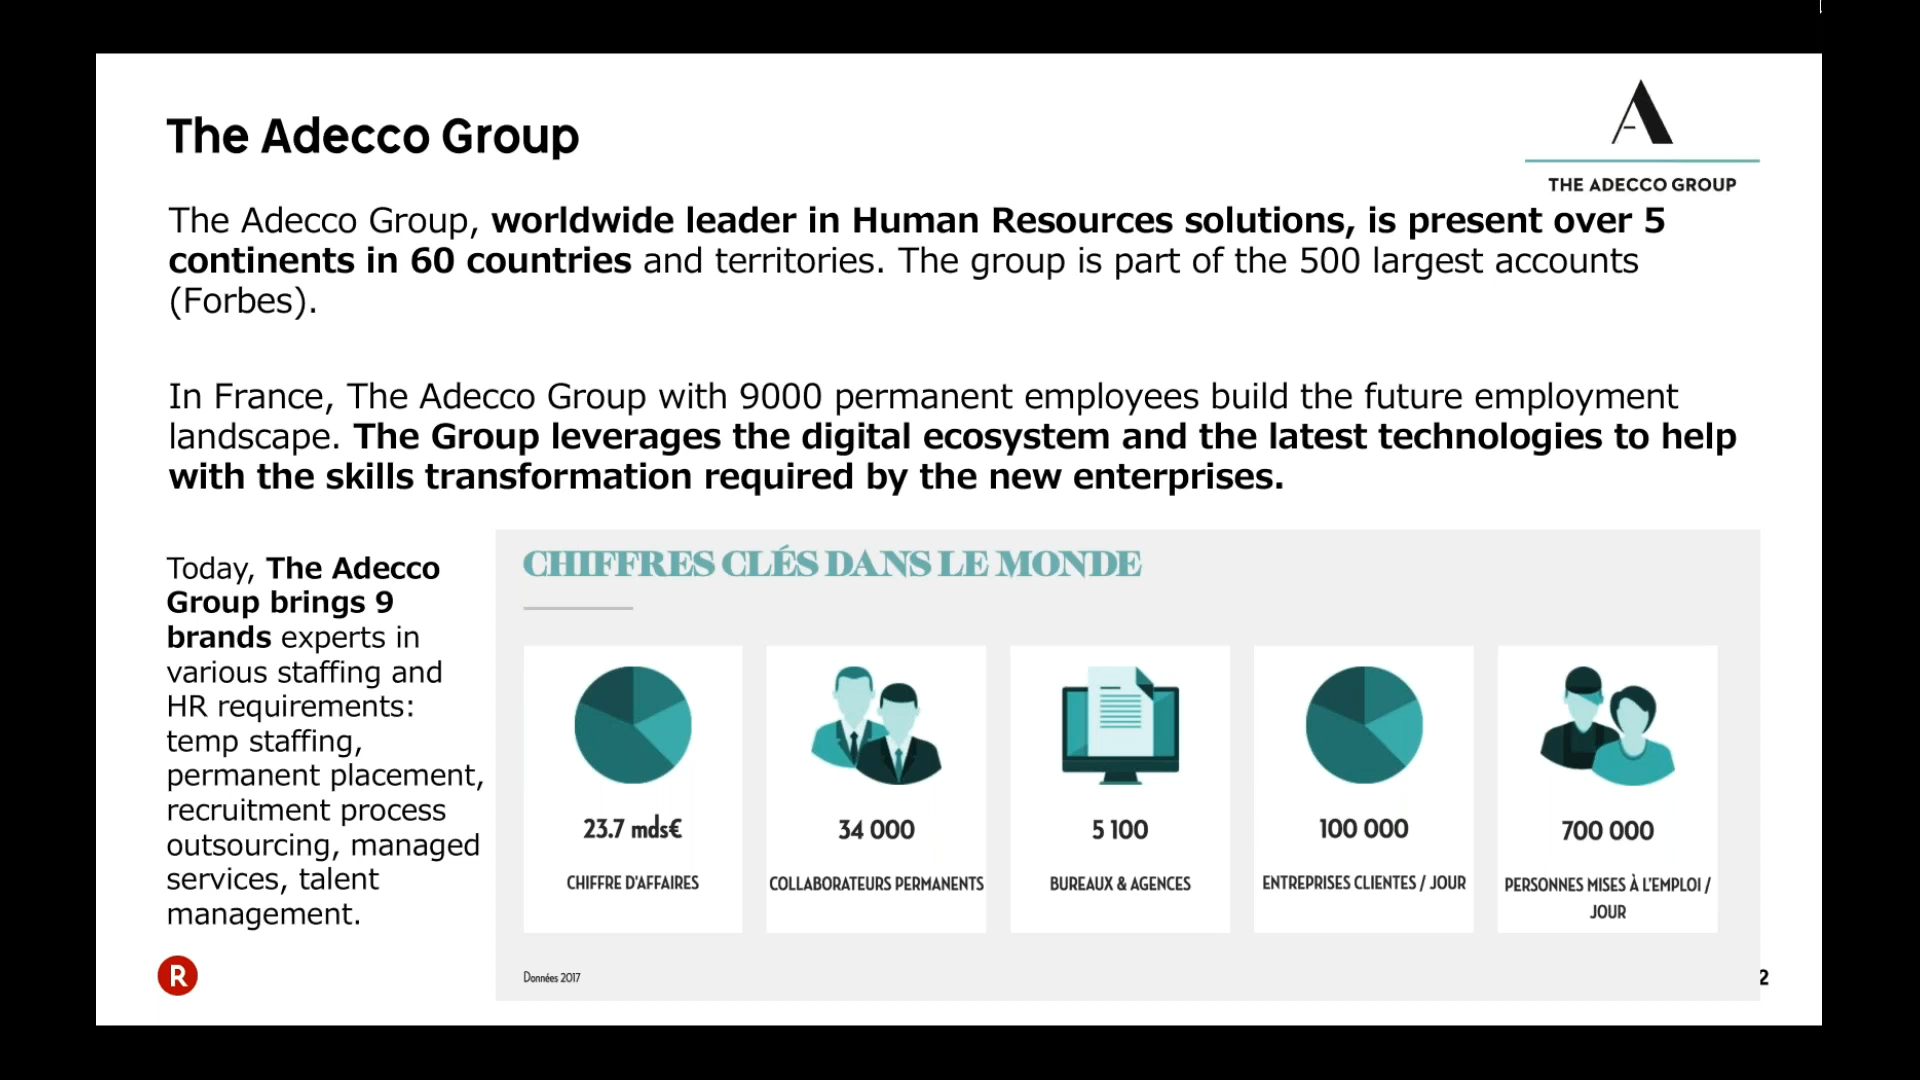 The Adecco Group
THE ADECCO GROUP
The Adecco Group, worldwide leader in Human Resources solutions, is present over 5
continents in 60 countries and territories. The group is part of the 500 largest accounts
(Forbes).
In France, The Adecco Group with 9000 permanent employees build the future employment
landscape. The Group leverages the digital ecosystem and the latest technologies to help
with the skills transformation required by the new enterprises.
Today, The Adecco
Group brings 9
brands experts in
various staffing and
HR requirements:
temp staffing,
permanent placement,
recruitment process
outsourcing, managed
services, talent
management.
CHIFFRES CLÉS DANS LE MONDE
23.7 mds€
CHIFFRE D'AFFAIRES
34 000
COLLABORATEURS PERMANENTS
5 100
BUREAUX & AGENCES
100 000
ENTREPRISES CLIENTES / JOUR
700 000
PERSONNES MISES À L'EMPLOI /
JOUR
Données 2017
R
2